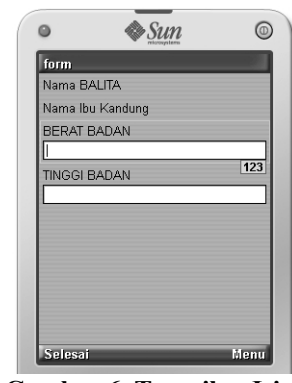 Sun
microsystems
form
Nama BALITA
Nama Ibu Kandung
BERAT BADAN
123
TINGGI BADAN
Selesai Menu